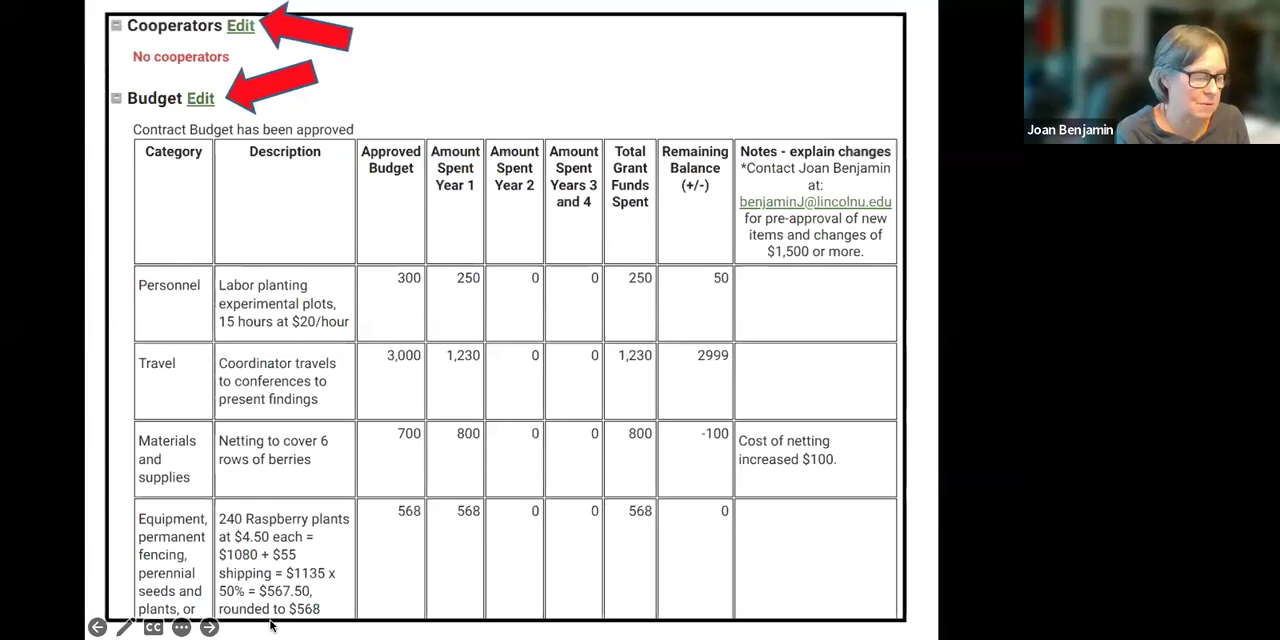 Cooperators Edit
No cooperators
Budget Edit
Contract Budget has been approved
Category
Description
Approved
Budget
Amount
Spent
Year 1
Amount
Spent
Year 2
Amount
Spent
Years 3
and 4
Total
Grant
Funds
Spent
Remaining
Balance
(+/-)
Notes - explain changes
*Contact Joan Benjamin
at:
benjaminJ@lincolnu.edu
for pre-approval of new
items and changes of
$1,500 or more.
Personnel
Labor planting
experimental plots,
15 hours at $20/hour
300
250
0
0
250
50
Travel
Coordinator travels
to conferences to
present findings
3,000
1,230
0
0
1,230
2999
Materials
and
supplies
Netting to cover 6
rows of berries
700
800
0
0
800
-100
Cost of netting
increased $100.
Equipment,
permanent
fencing,
perennial
seeds and
plants, or
240 Raspberry plants
at $4.50 each =
$1080 + $55
shipping = $1135 x
50% = $567.50,
rounded to $568
568
568
0
0
568
0
CC
Joan Benjamin